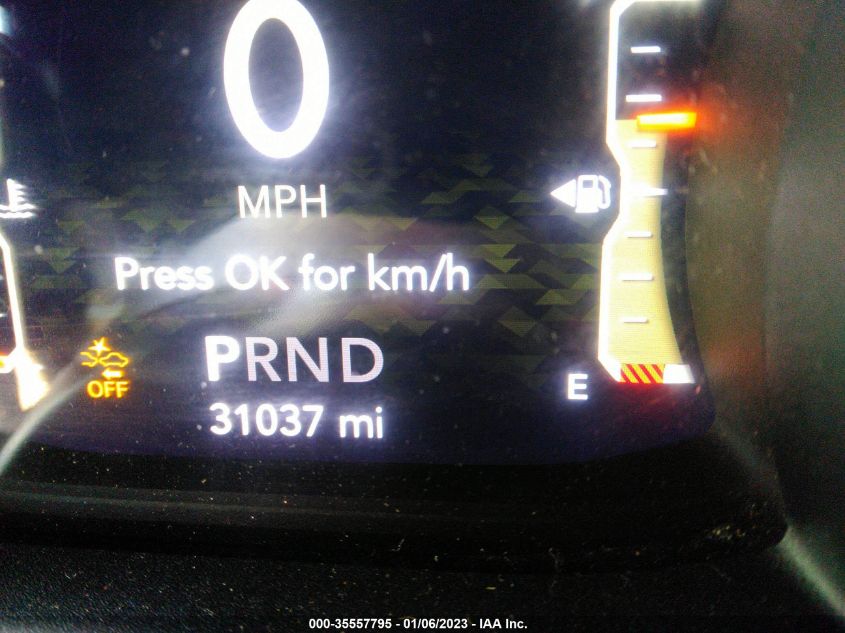 0
MPH
Press OK for km/h
PRND
OFF
E
31037 mi
000-35557795 - 01/06/2023 - IAA Inc.